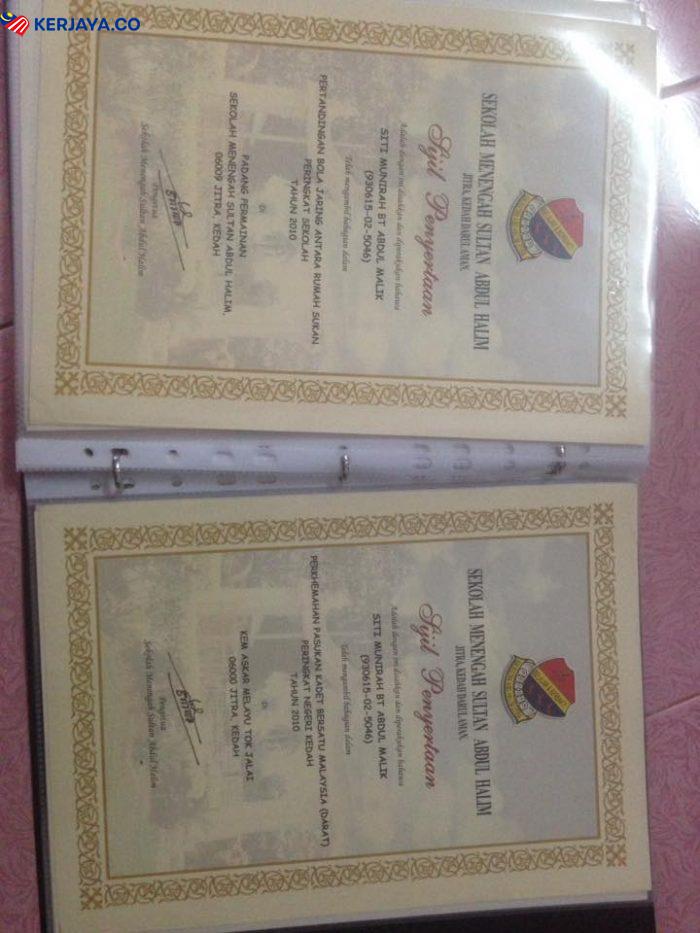 KERJAYA.CO
SEKOLAH MENENGAH SULTAN ABDUL HALIM
JITRA, KEDAH DARUL AMAN.
Sijil Penyertaan
Adalah dengan ini disahkan dan diperakukan bahawa
SITI MUNIRAH BT ABDUL MALIK
(930615-02-5046)
Telah mengambil bahagian dalam
PERTANDINGAN BOLA JARING ANTARA RUMAH SUKAN
PERINGKAT SEKOLAH
TAHUN 2010
Di
PADANG PERMAINAN
SEKOLAH MENENGAH SULTAN ABDUL HALIM,
06009 JITRA, KEDAH
Pengetua
Sekolah Menengah Sultan Abdul Halim
SEKOLAH MENENGAH SULTAN ABDUL HALIM
JITRA, KEDAH DARUL AMAN.
Sijil Penyertaan
Adalah dengan ini disahkan dan diperakukan bahawa
SITI MUNIRAH BT ABDUL MALIK
(930615-02-5046)
Telah mengambil bahagian dalam
PERKHEMAHAN PASUKAN KADET BERSATU MALAYSIA (DARAT)
PERINGKAT NEGERI KEDAH
TAHUN 2010
Di
KEM ASKAR MELAYU TOK JALAI
06000 JITRA, KEDAH
Pengetua
Sekolah Menengah Sultan Abdul Halim